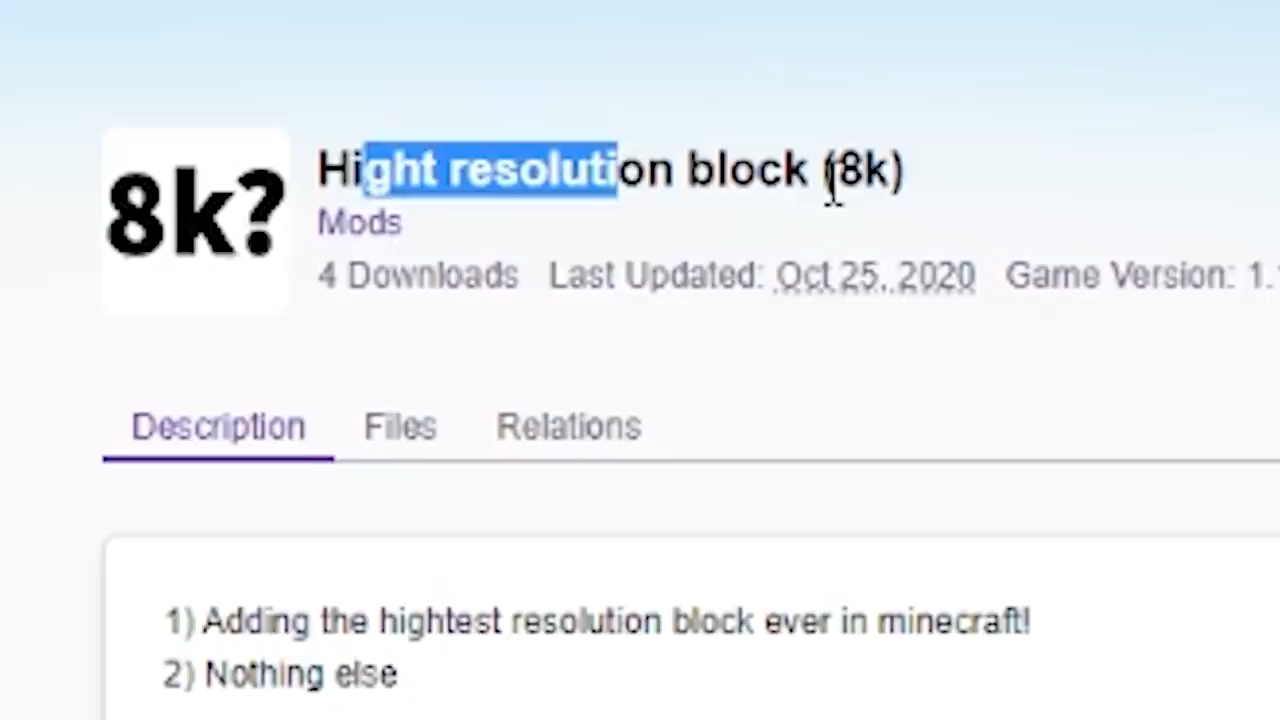 8k?
Hight resolution block (8k)
Mods
4 Downloads Last Updated: Oct 25, 2020 Game Version: 1.
Description Files Relations
1) Adding the hightest resolution block ever in minecraft!
2) Nothing else